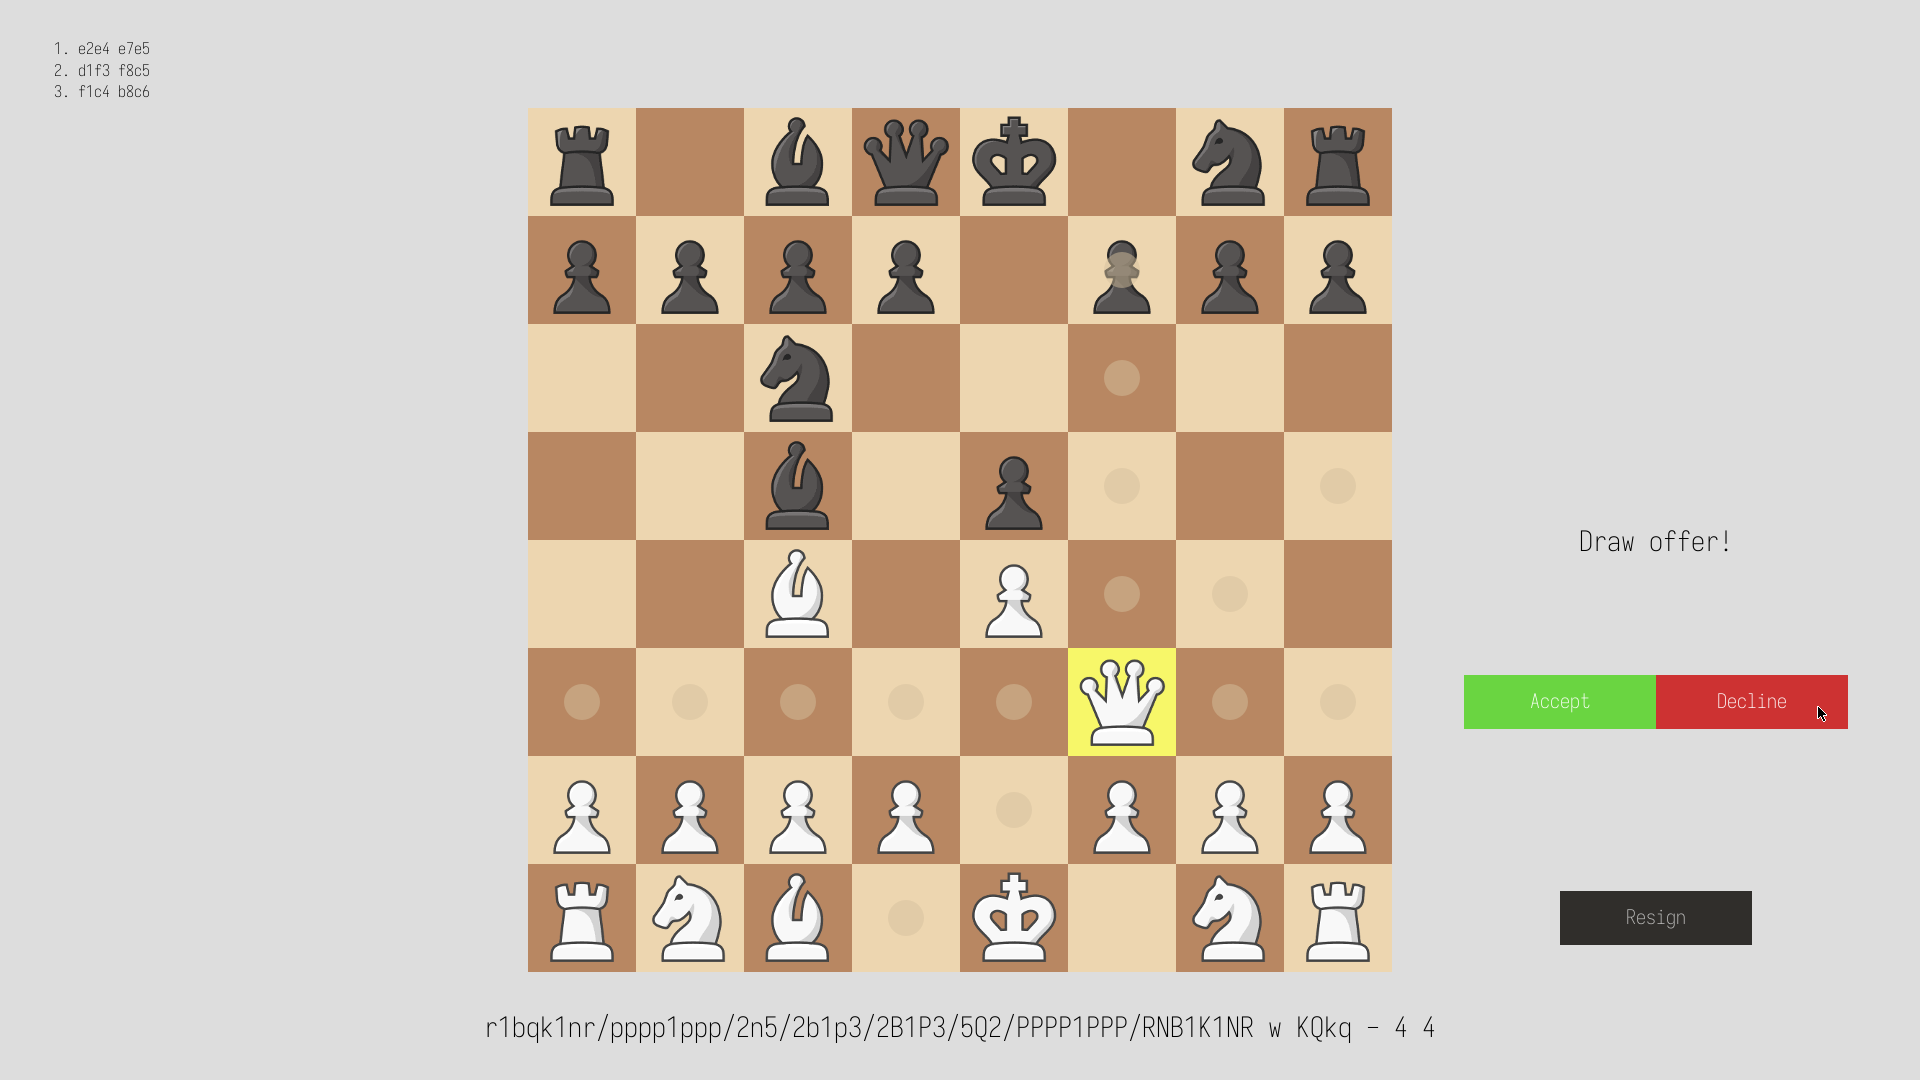 1. e2e4 e7e5
2. d1f3 f8c5
3. f1c4 b8c6
Draw offer!
Accept
Decline
Resign
r1bqk1nr/pppp1ppp/2n5/2b1p3/2B1P3/5Q2/PPPP1PPP/RNB1K1NR w KQkq - 4 4